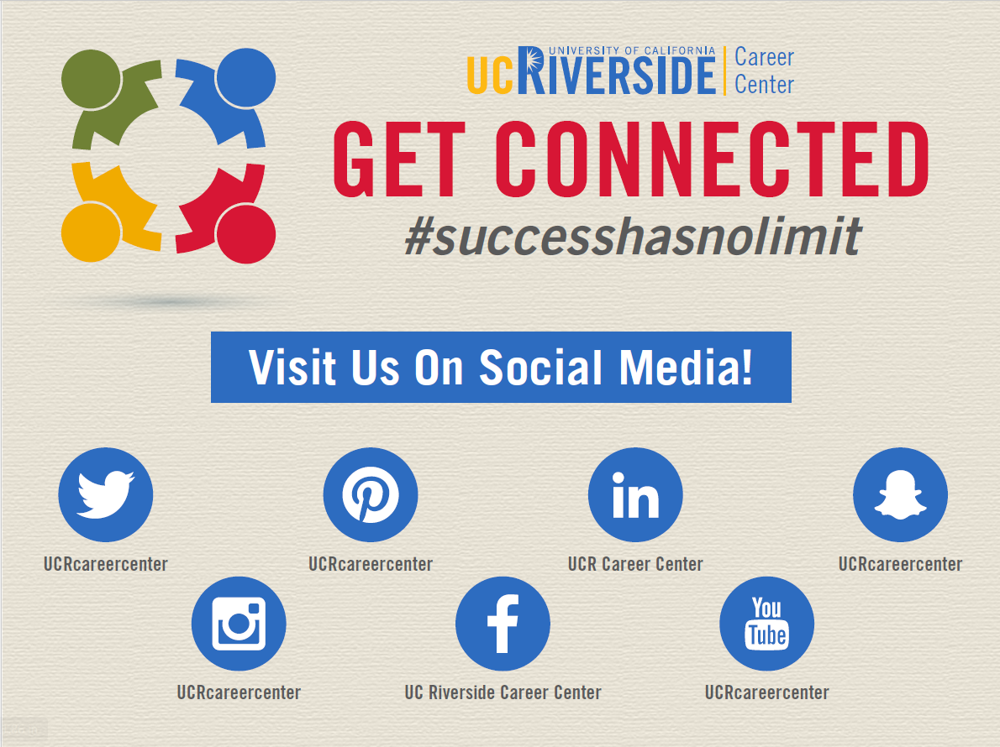 UNIVERSITY OF CALIFORNIA
UCRIVERSIDE
Career
Center
GET CONNECTED
#successhasnolimit
Visit Us On Social Media!
in
UCRcareercenter
UCRcareercenter
UCR Career Center
UCRcareercenter
f
You
Tube
UCRcareercenter
UC Riverside Career Center
UCRcareercenter